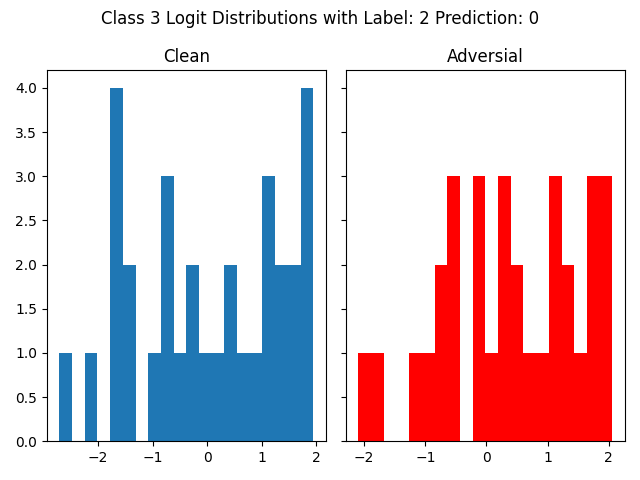 Class 3 Logit Distributions with Label: 2 Prediction: 0
Clean
Adversial
4.0
3.5
3.0
2.5
2.0
1.5
1.0
0.5
0.0
−2 −1 0 1 2
−2 −1 0 1 2